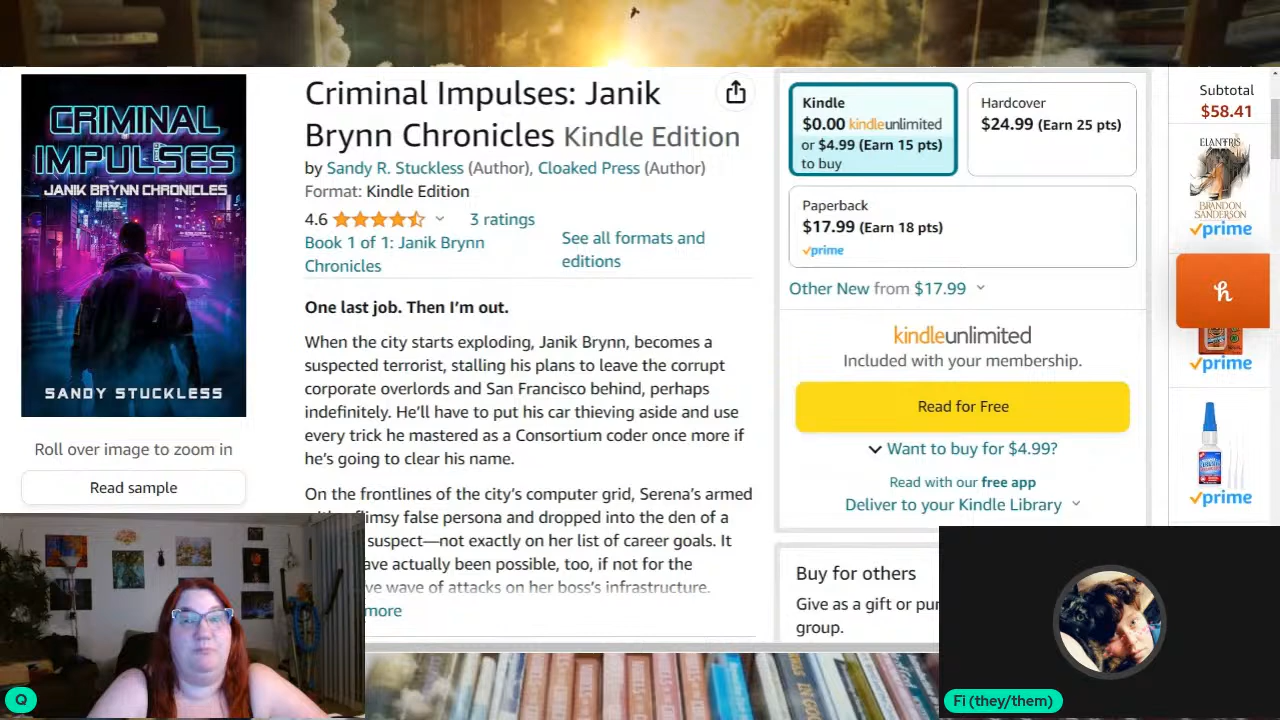 CRIMINAL
IMPULSES
JANIK BRYNN CHRONICLES
SANDY STUCKLESS
Roll over image to zoom in
Read sample
Criminal Impulses: Janik
Brynn Chronicles Kindle Edition
by Sandy R. Stuckless (Author), Cloaked Press (Author)
Format: Kindle Edition
4.6
3 ratings
Book 1 of 1: Janik Brynn
Chronicles
See all formats and
editions
One last job. Then I’m out.
When the city starts exploding, Janik Brynn, becomes a
suspected terrorist, stalling his plans to leave the corrupt
corporate overlords and San Francisco behind, perhaps
indefinitely. He’ll have to put his car thieving aside and use
every trick he mastered as a Consortium coder once more if
he’s going to clear his name.
On the frontlines of the city’s computer grid, Serena’s armed
flimsy false persona and dropped into the den of a
suspect—not exactly on her list of career goals. It
ave actually been possible, too, if not for the
ve wave of attacks on her boss’s infrastructure.
more
Kindle
$0.00 kindleunlimited
or $4.99 (Earn 15 pts)
to buy
Hardcover
$24.99 (Earn 25 pts)
Paperback
$17.99 (Earn 18 pts)
prime
Other New from $17.99
kindleunlimited
Included with your membership.
Read for Free
Want to buy for $4.99?
Read with our free app
Deliver to your Kindle Library
Buy for others
Give as a gift or pur
group.
Subtotal
$58.41
ELANTRIS
BRANDON
SANDERSON
prime
h
prime
prime
Q
Fi (they/them)